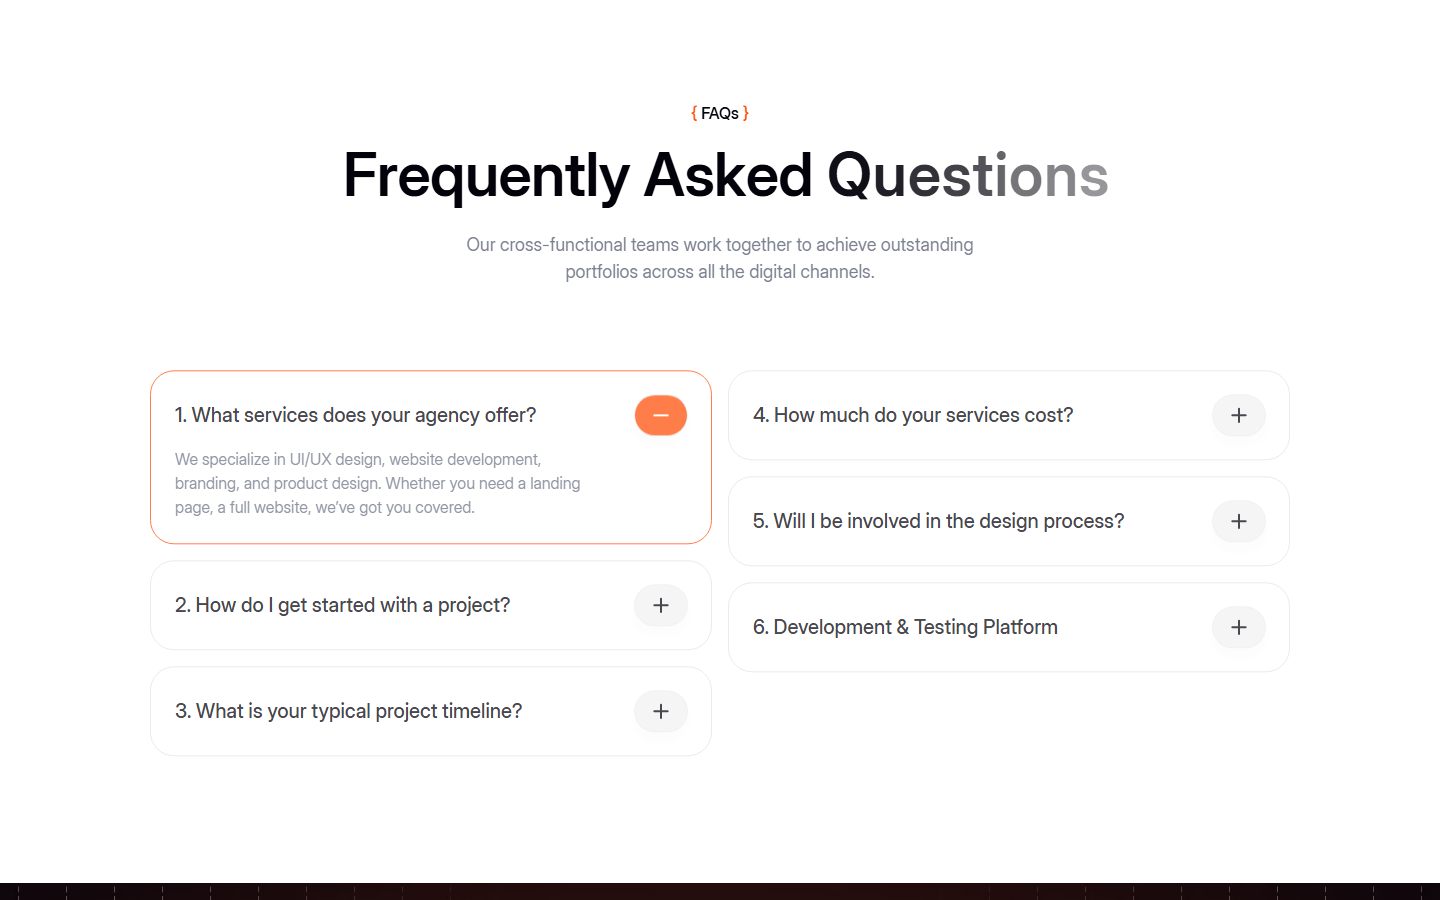 { FAQs }
Frequently Asked Questions
Our cross-functional teams work together to achieve outstanding
portfolios across all the digital channels.
1. What services does your agency offer?
We specialize in UI/UX design, website development,
branding, and product design. Whether you need a landing
page, a full website, we’ve got you covered.
2. How do I get started with a project?
3. What is your typical project timeline?
4. How much do your services cost?
5. Will I be involved in the design process?
6. Development & Testing Platform